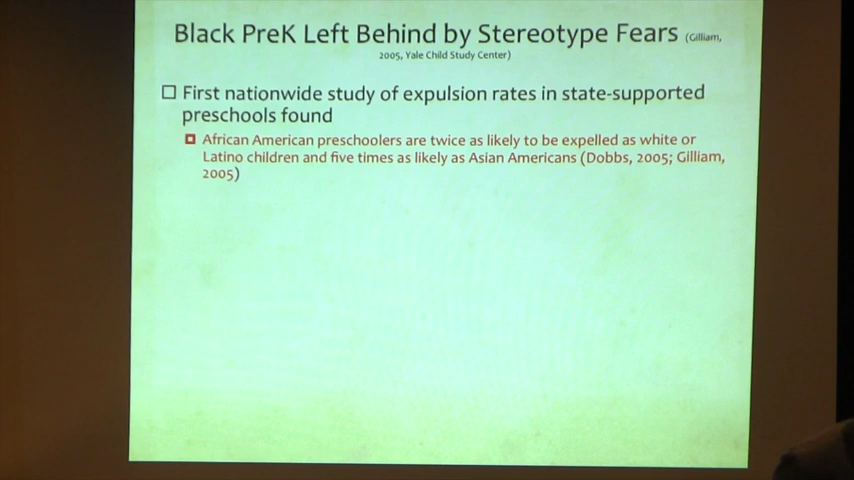 Black PreK Left Behind by Stereotype Fears (Gilliam,
2005, Yale Child Study Center)
First nationwide study of expulsion rates in state-supported
preschools found
African American preschoolers are twice as likely to be expelled as white or
Latino children and five times as likely as Asian Americans (Dobbs, 2005; Gilliam,
2005)